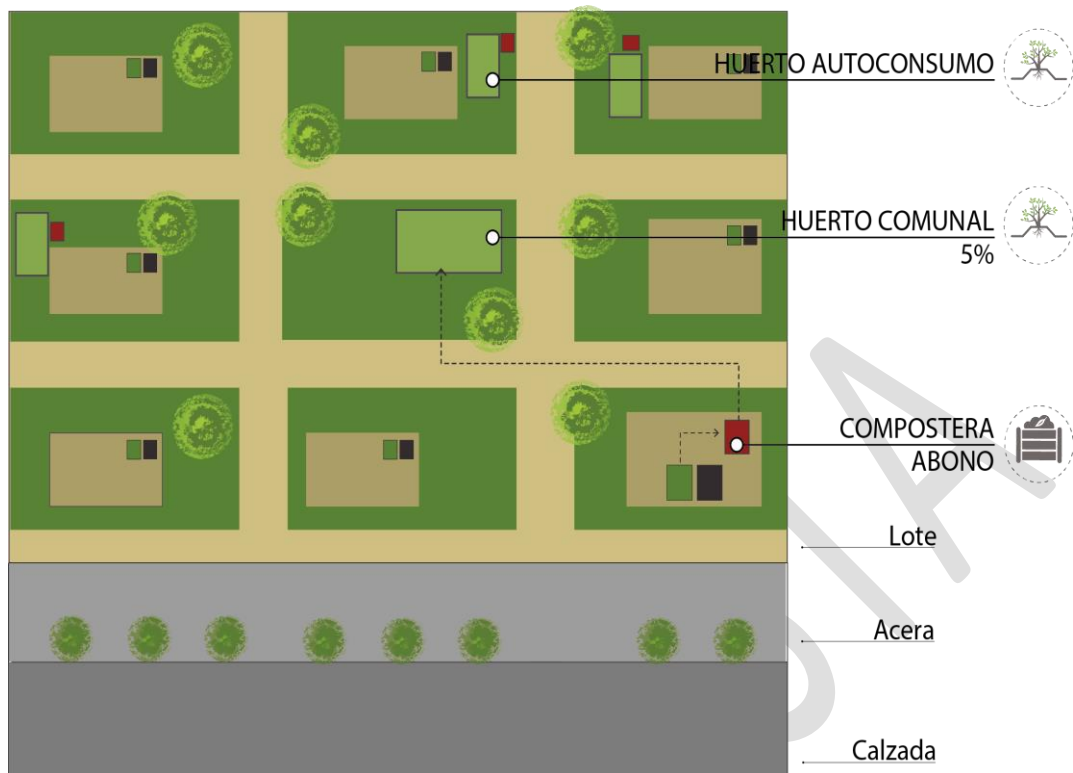 HUERTO AUTOCONSUMO
HUERTO COMUNAL
5%
COMPOSTERA
ABONO
Lote
Acera
Calzada